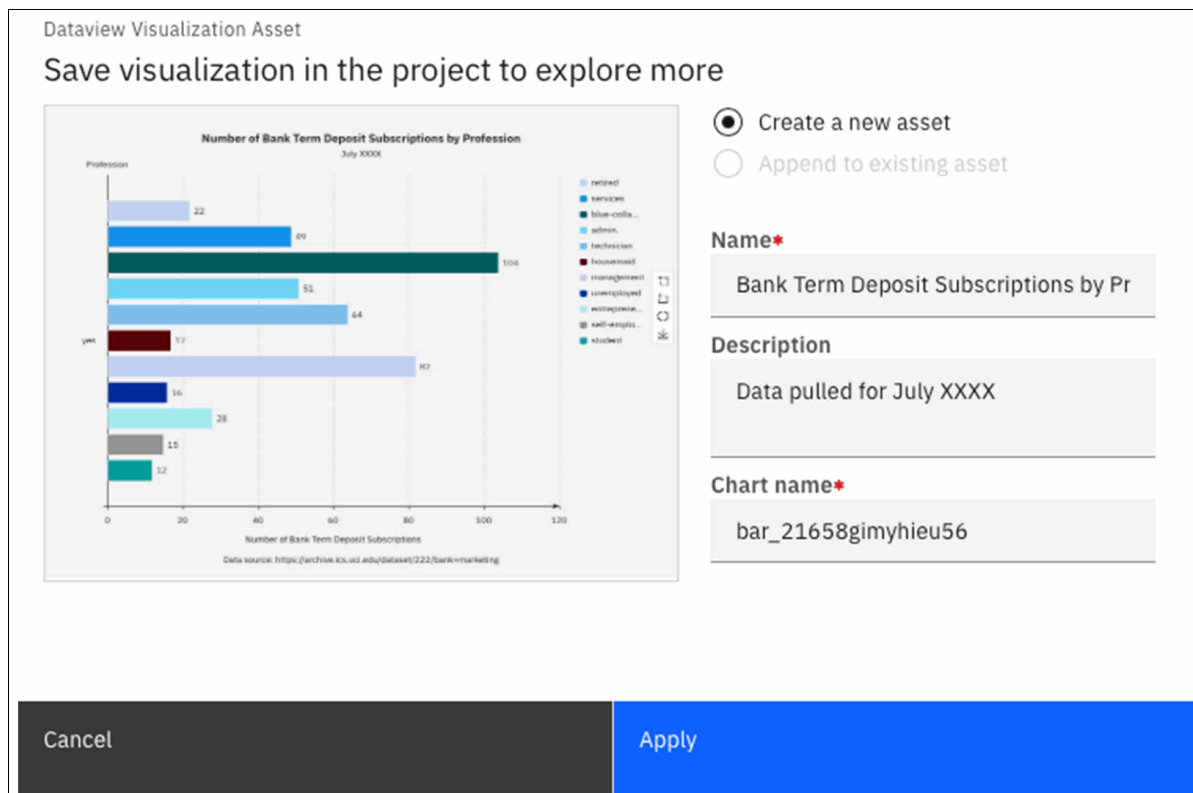 Dataview Visualization Asset
Save visualization in the project to explore more
Number of Bank Term Deposit Subscriptions by Profession
July XXXX
Profession
retired
services
blue-colla...
admin.
technician
housemaid
management
unemployed
entreprene...
self-emplo...
student
22
49
104
51
64
yes
17
82
16
28
15
12
0 20 40 60 80 100 120
Number of Bank Term Deposit Subscriptions
Data source: https://archive.ics.uci.edu/dataset/222/bank+marketing
Create a new asset
Append to existing asset
Name*
Bank Term Deposit Subscriptions by Pr
Description
Data pulled for July XXXX
Chart name*
bar_21658gimyhieu56
Cancel
Apply